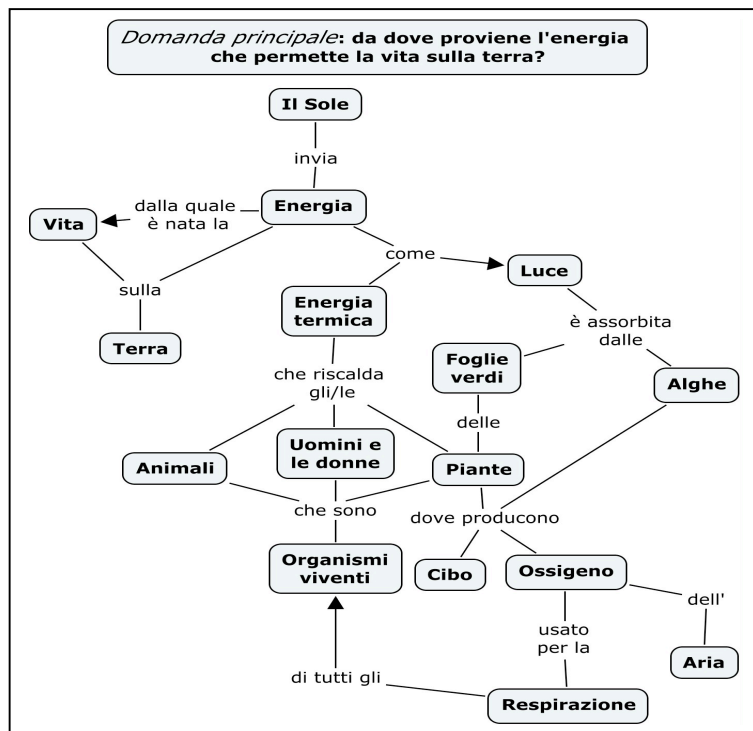 Domanda principale: da dove proviene l'energia
che permette la vita sulla terra?
Il Sole
invia
Energia
dalla quale
è nata la
Vita
come
Luce
sulla
Terra
Energia
termica
è assorbita
dalle
Foglie
verdi
Alghe
che riscalda
gli/le
delle
Animali
Uomini e
le donne
Piante
che sono
dove producono
Organismi
viventi
Cibo
Ossigeno
dell'
usato
per la
Aria
di tutti gli
Respirazione